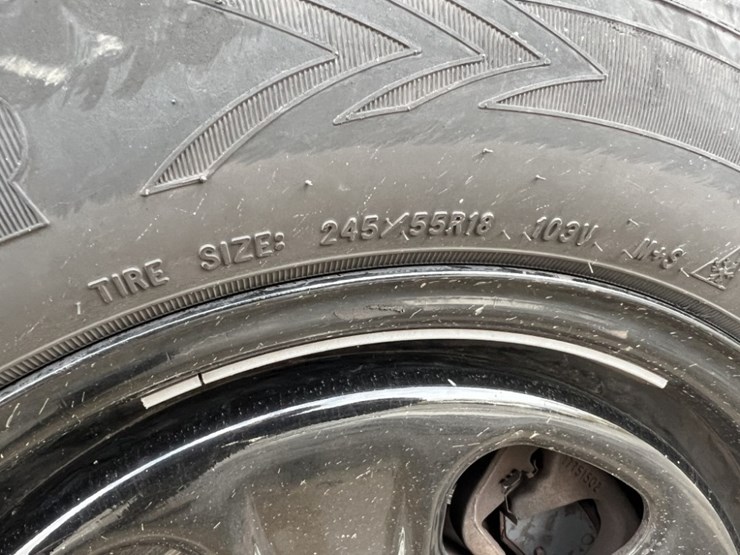 TIRE SIZE: 245/55R18 103V M+S